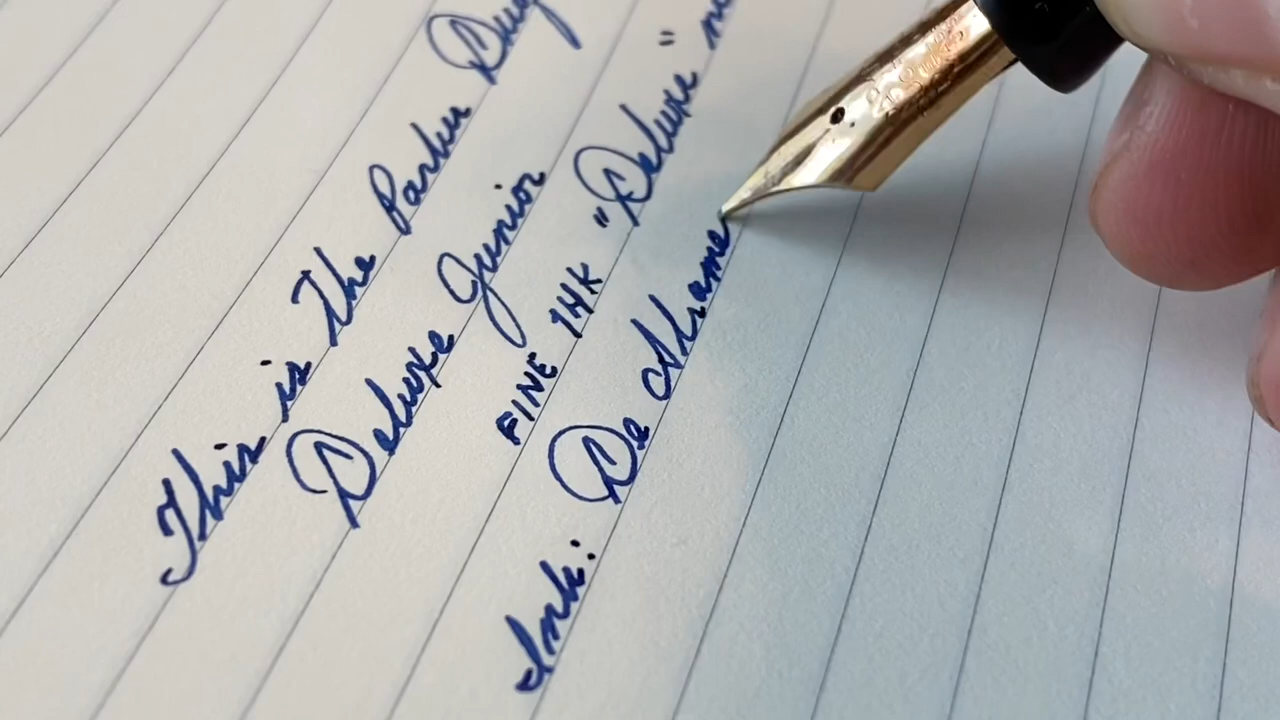 This is the Parker
Deluxe Junior
FINE 14K "Deluxe"
Ink: De Atrame